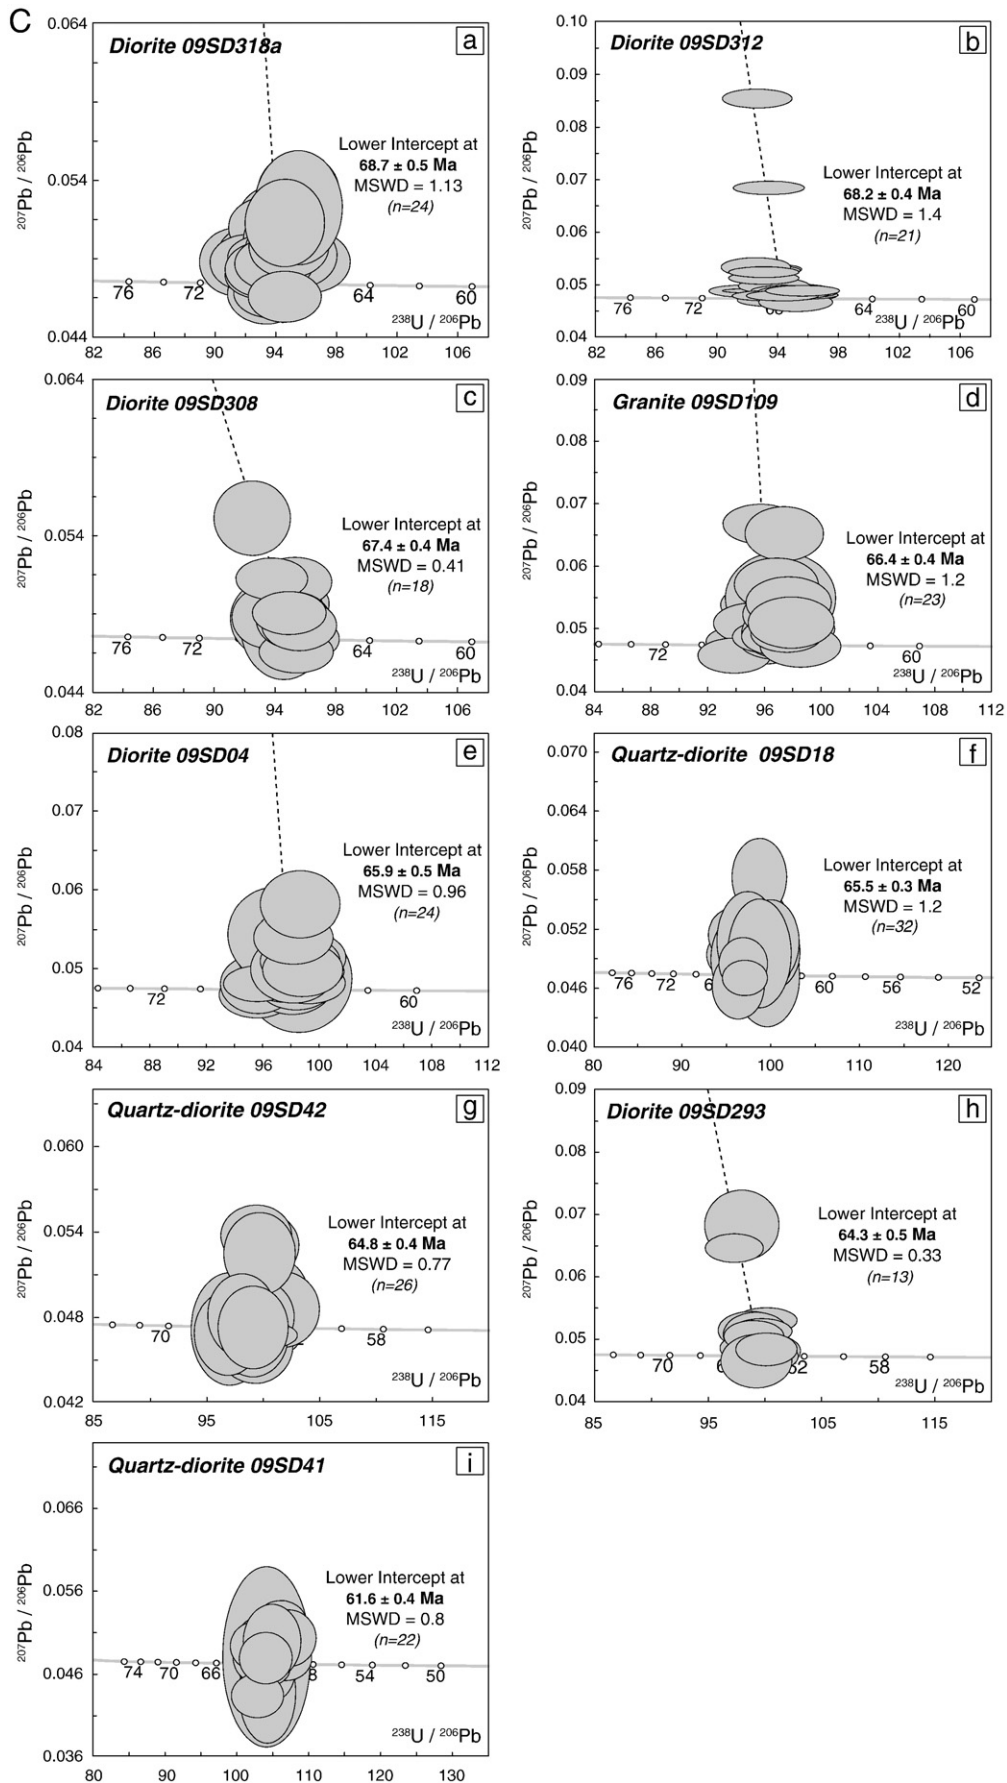 C
Diorite 09SD318a
a
0.064
0.054
0.044
207Pb / 206Pb
Lower Intercept at
68.7 ± 0.5 Ma
MSWD = 1.13
(n=24)
76
72
64
60
238U / 206Pb
82
86
90
94
98
102
106
Diorite 09SD312
b
0.10
0.09
0.08
0.07
0.06
0.05
0.04
207Pb / 206Pb
Lower Intercept at
68.2 ± 0.4 Ma
MSWD = 1.4
(n=21)
76
72
64
60
238U / 206Pb
82
86
90
94
98
102
106
Diorite 09SD308
c
0.064
0.054
0.044
207Pb / 206Pb
Lower Intercept at
67.4 ± 0.4 Ma
MSWD = 0.41
(n=18)
76
72
64
60
238U / 206Pb
82
86
90
94
98
102
106
Granite 09SD109
d
0.09
0.08
0.07
0.06
0.05
0.04
207Pb / 206Pb
Lower Intercept at
66.4 ± 0.4 Ma
MSWD = 1.2
(n=23)
72
60
238U / 206Pb
84
88
92
96
100
104
108
112
Diorite 09SD04
e
0.08
0.07
0.06
0.05
0.04
207Pb / 206Pb
Lower Intercept at
65.9 ± 0.5 Ma
MSWD = 0.96
(n=24)
72
60
238U / 206Pb
84
88
92
96
100
104
108
112
Quartz-diorite 09SD18
f
0.070
0.064
0.058
0.052
0.046
0.040
207Pb / 206Pb
Lower Intercept at
65.5 ± 0.3 Ma
MSWD = 1.2
(n=32)
76
72
60
56
52
238U / 206Pb
80
90
100
110
120
Quartz-diorite 09SD42
g
0.060
0.054
0.048
0.042
207Pb / 206Pb
Lower Intercept at
64.8 ± 0.4 Ma
MSWD = 0.77
(n=26)
70
58
238U / 206Pb
85
95
105
115
Diorite 09SD293
h
0.09
0.08
0.07
0.06
0.05
0.04
207Pb / 206Pb
Lower Intercept at
64.3 ± 0.5 Ma
MSWD = 0.33
(n=13)
70
58
238U / 206Pb
85
95
105
115
Quartz-diorite 09SD41
i
0.066
0.056
0.046
0.036
207Pb / 206Pb
Lower Intercept at
61.6 ± 0.4 Ma
MSWD = 0.8
(n=22)
74
70
66
54
50
238U / 206Pb
80
90
100
110
120
130